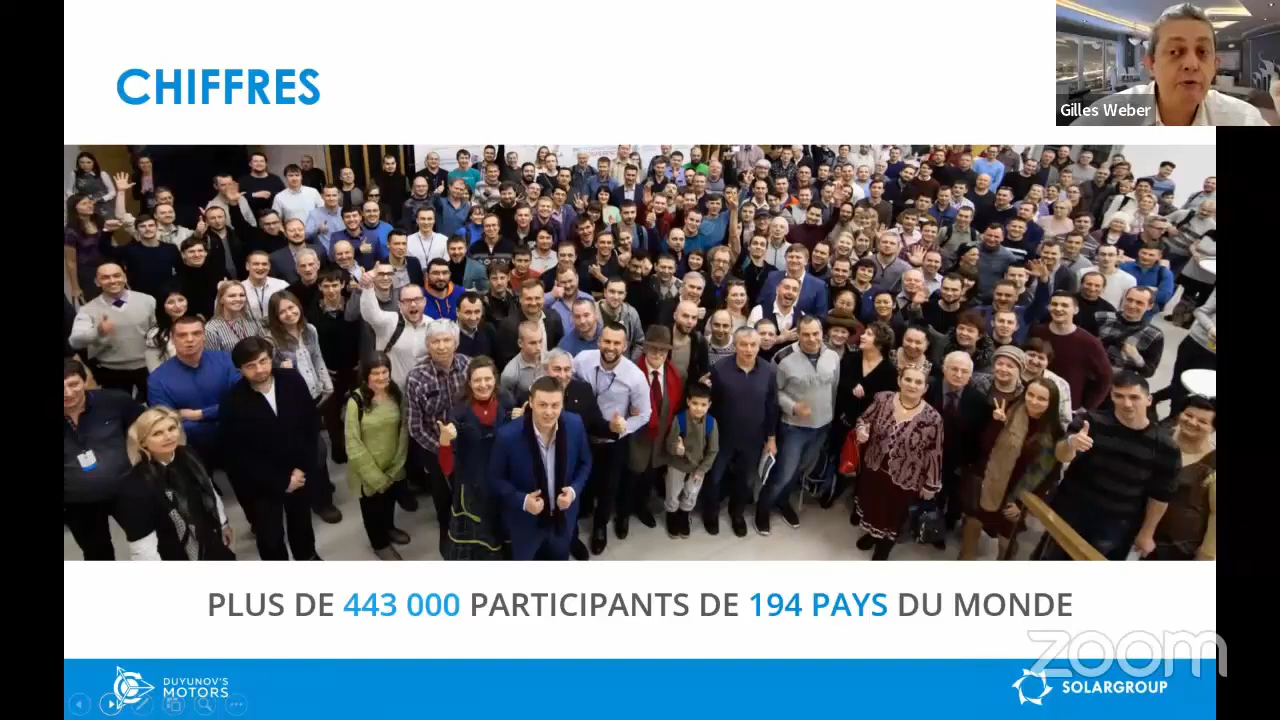 CHIFFRES
Gilles Weber
PLUS DE 443 000 PARTICIPANTS DE 194 PAYS DU MONDE
zoom
DUYUNOV'S
MOTORS
SOLARGROUP